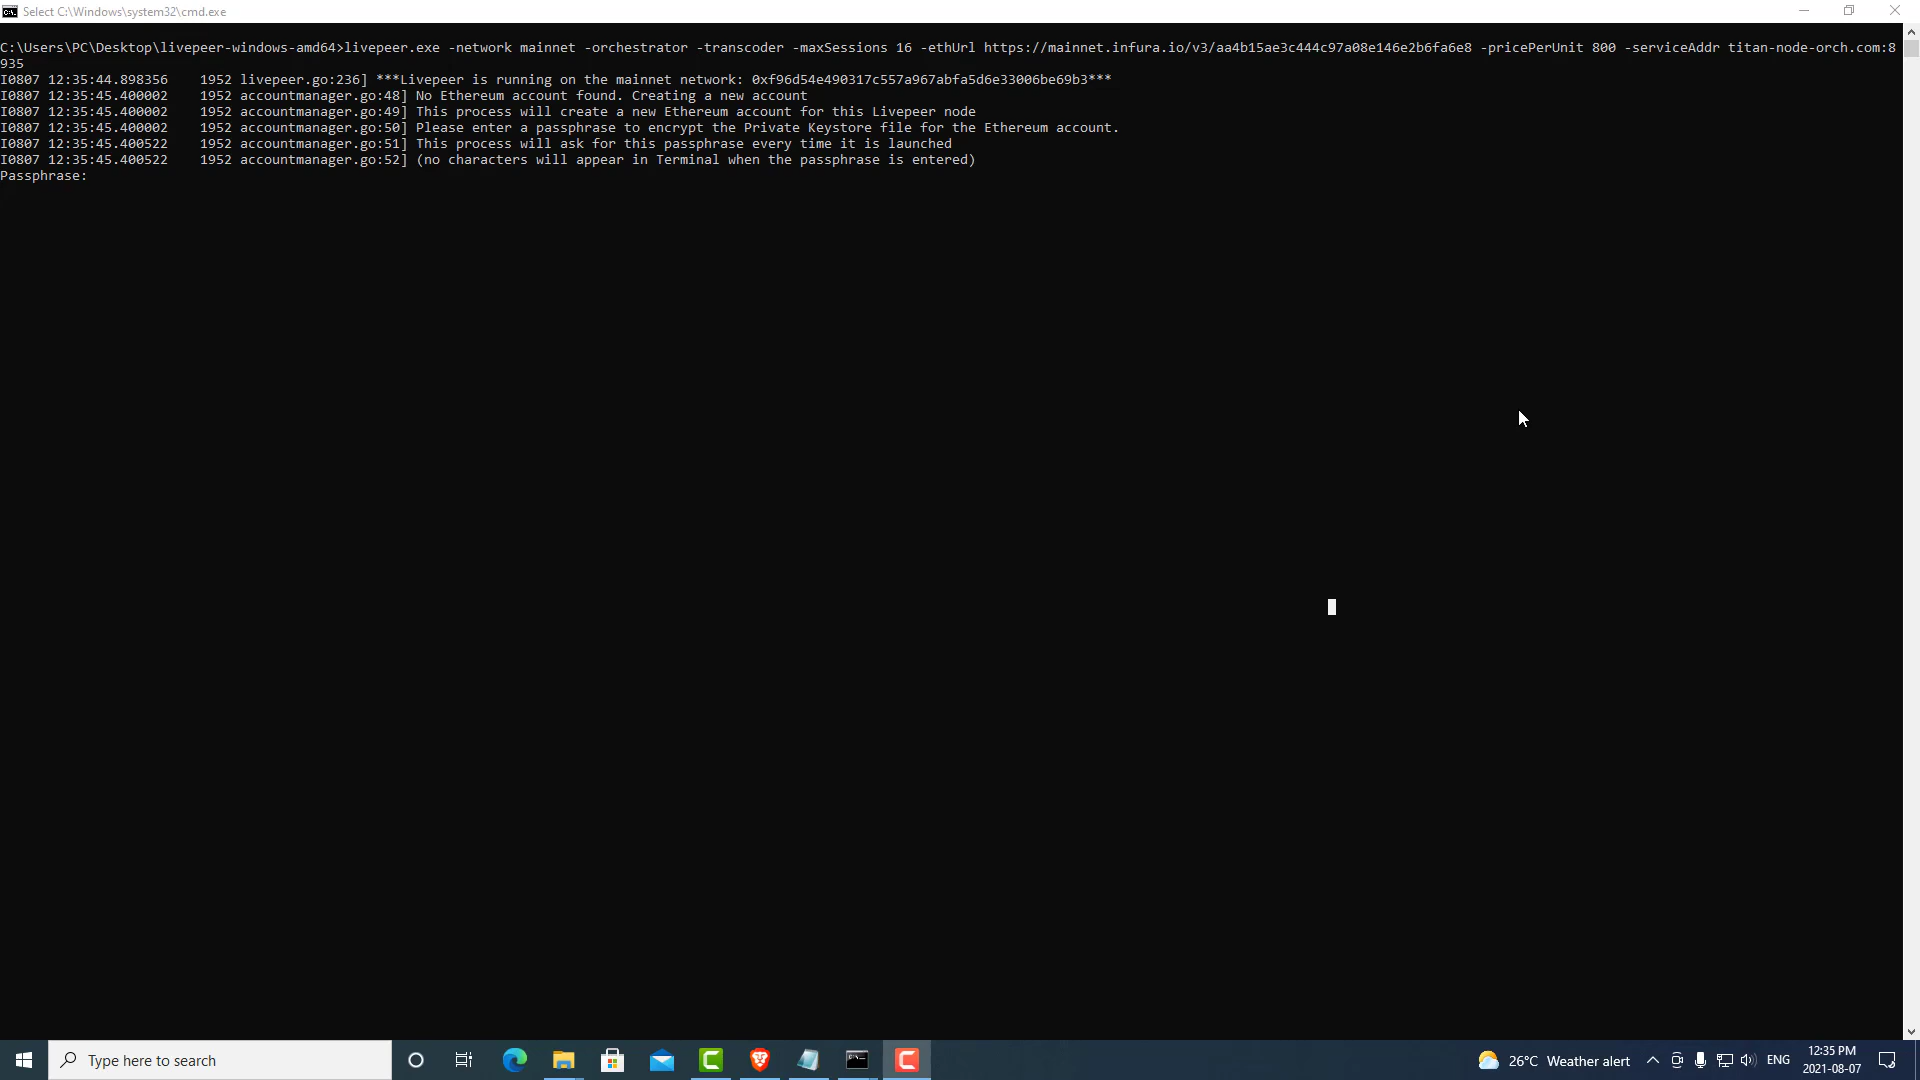 Select C:\Windows\system32\cmd.exe
C:\Users\PC\Desktop\livepeer-windows-amd64>livepeer.exe -network mainnet -orchestrator -transcoder -maxSessions 16 -ethUrl https://mainnet.infura.io/v3/aa4b15ae3c444c97a08e146e2b6fa6e8 -pricePerUnit 800 -serviceAddr titan-node-orch.com:8
935
I0807 12:35:44.898356    1952 livepeer.go:236] ***Livepeer is running on the mainnet network: 0xf96d54e490317c557a967abfa5d6e33006be69b3***
I0807 12:35:45.400002    1952 accountmanager.go:48] No Ethereum account found. Creating a new account
I0807 12:35:45.400002    1952 accountmanager.go:49] This process will create a new Ethereum account for this Livepeer node
I0807 12:35:45.400002    1952 accountmanager.go:50] Please enter a passphrase to encrypt the Private Keystore file for the Ethereum account.
I0807 12:35:45.400522    1952 accountmanager.go:51] This process will ask for this passphrase every time it is launched
I0807 12:35:45.400522    1952 accountmanager.go:52] (no characters will appear in Terminal when the passphrase is entered)
Passphrase:
Type here to search
26°C Weather alert
ENG
12:35 PM
2021-08-07